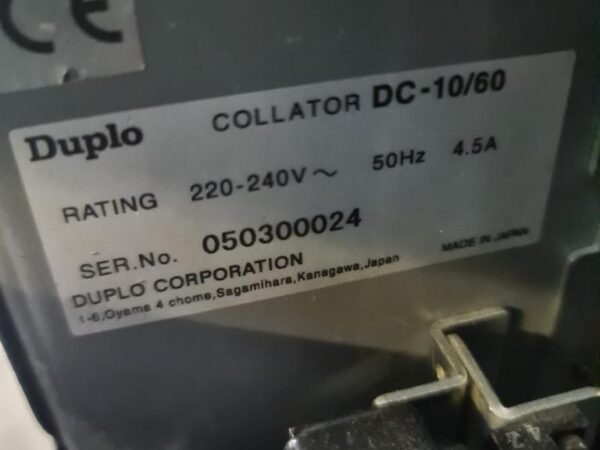 CE
Duplo COLLATOR DC-10/60
RATING 220-240V～ 50Hz 4.5A
SER.No. 050300024
DUPLO CORPORATION MADE IN JAPAN
1-6,Oyama 4 chome,Sagamihara,Kanagawa,Japan